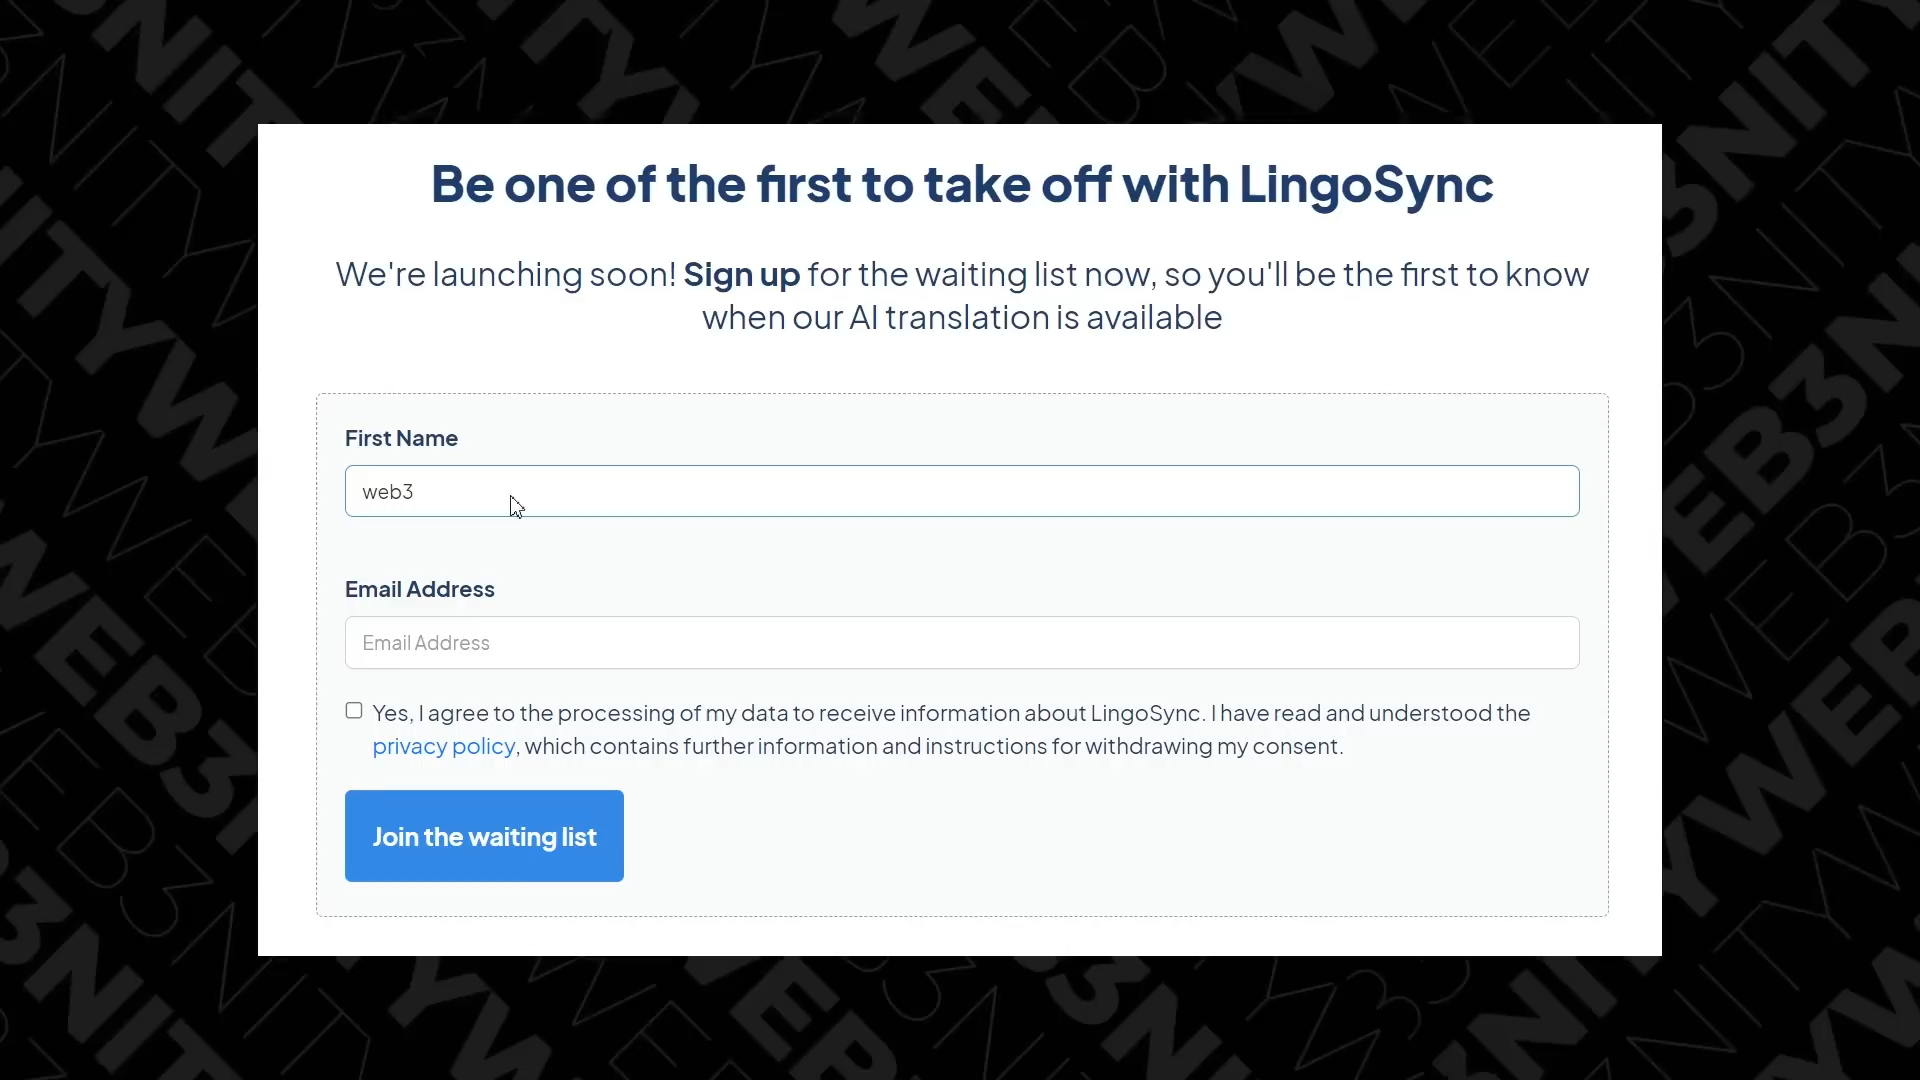 Be one of the first to take off with LingoSync
We're launching soon! Sign up for the waiting list now, so you'll be the first to know
when our AI translation is available
First Name
web3
Email Address
Email Address
Yes, I agree to the processing of my data to receive information about LingoSync. I have read and understood the
privacy policy, which contains further information and instructions for withdrawing my consent.
Join the waiting list